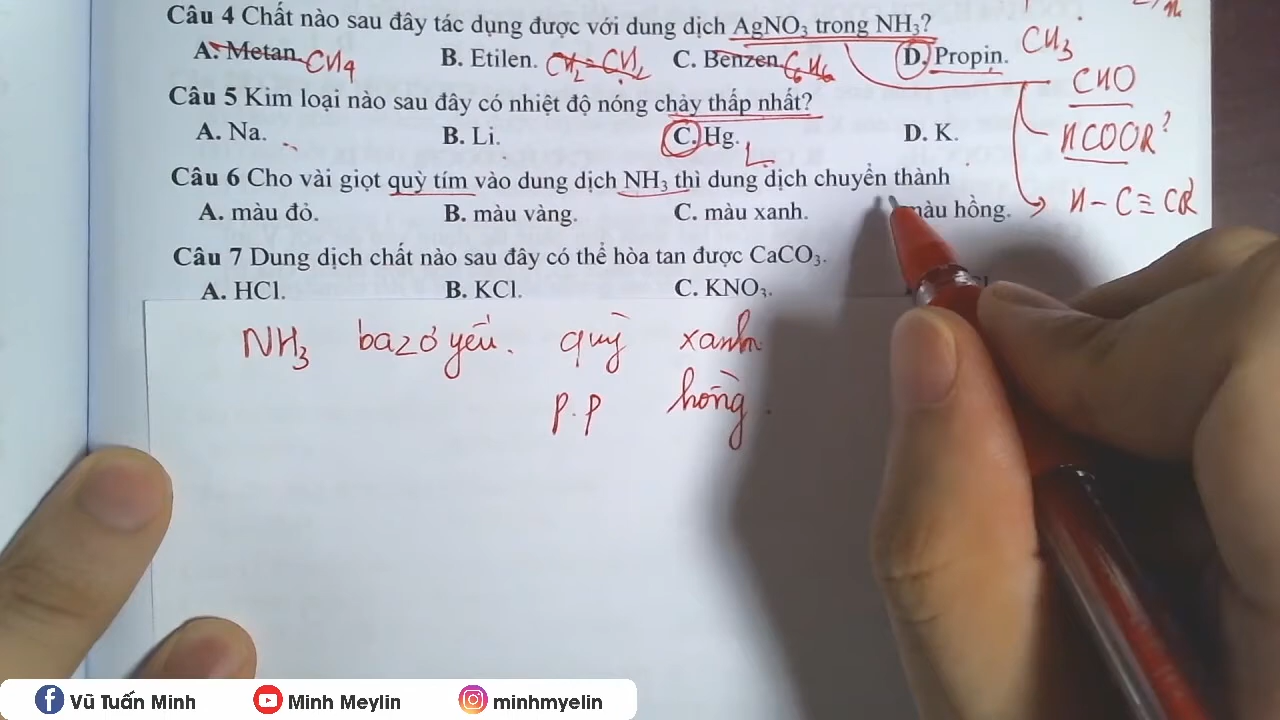 Câu 4 Chất nào sau đây tác dụng được với dung dịch AgNO₃ trong NH₃?
A. Metan CH4 B. Etilen. CH2=CH2 C. Benzen C6H6 D. Propin. CH3
CHO
Câu 5 Kim loại nào sau đây có nhiệt độ nóng chảy thấp nhất?
A. Na. B. Li. C. Hg. L D. K.
HCOOR?
Câu 6 Cho vài giọt quỳ tím vào dung dịch NH₃ thì dung dịch chuyển thành
A. màu đỏ. B. màu vàng. C. màu xanh. màu hồng.
H-C≡CR
Câu 7 Dung dịch chất nào sau đây có thể hòa tan được CaCO₃.
A. HCl. B. KCl. C. KNO₃.
NH3 bazơ yếu. quỳ xanh
p.p hồng.
Vũ Tuấn Minh Minh Meylin minhmyelin